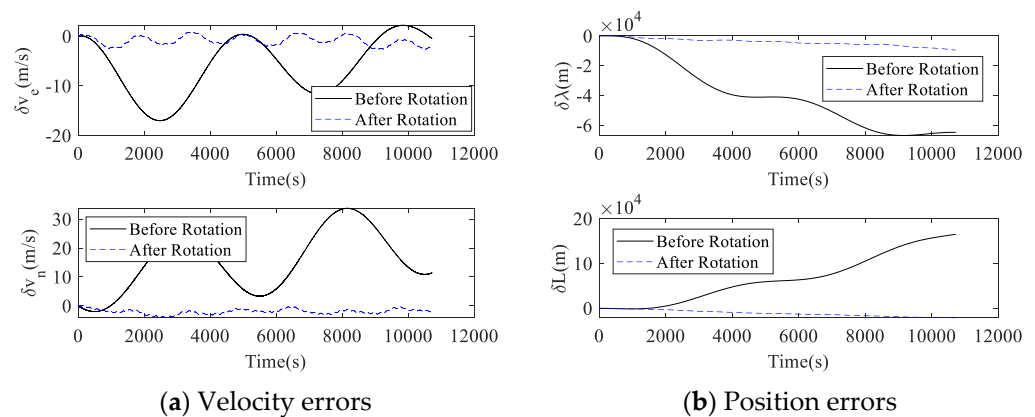 0
-10
-20
δv_e(m/s)
Before Rotation
After Rotation
0 2000 4000 6000 8000 10000 12000
Time(s)
30
20
10
0
δv_n(m/s)
Before Rotation
After Rotation
0 2000 4000 6000 8000 10000 12000
Time(s)
(a) Velocity errors
×10^4
0
-2
-4
-6
δλ(m)
Before Rotation
After Rotation
0 2000 4000 6000 8000 10000 12000
Time(s)
×10^4
20
10
0
δL(m)
Before Rotation
After Rotation
0 2000 4000 6000 8000 10000 12000
Time(s)
(b) Position errors